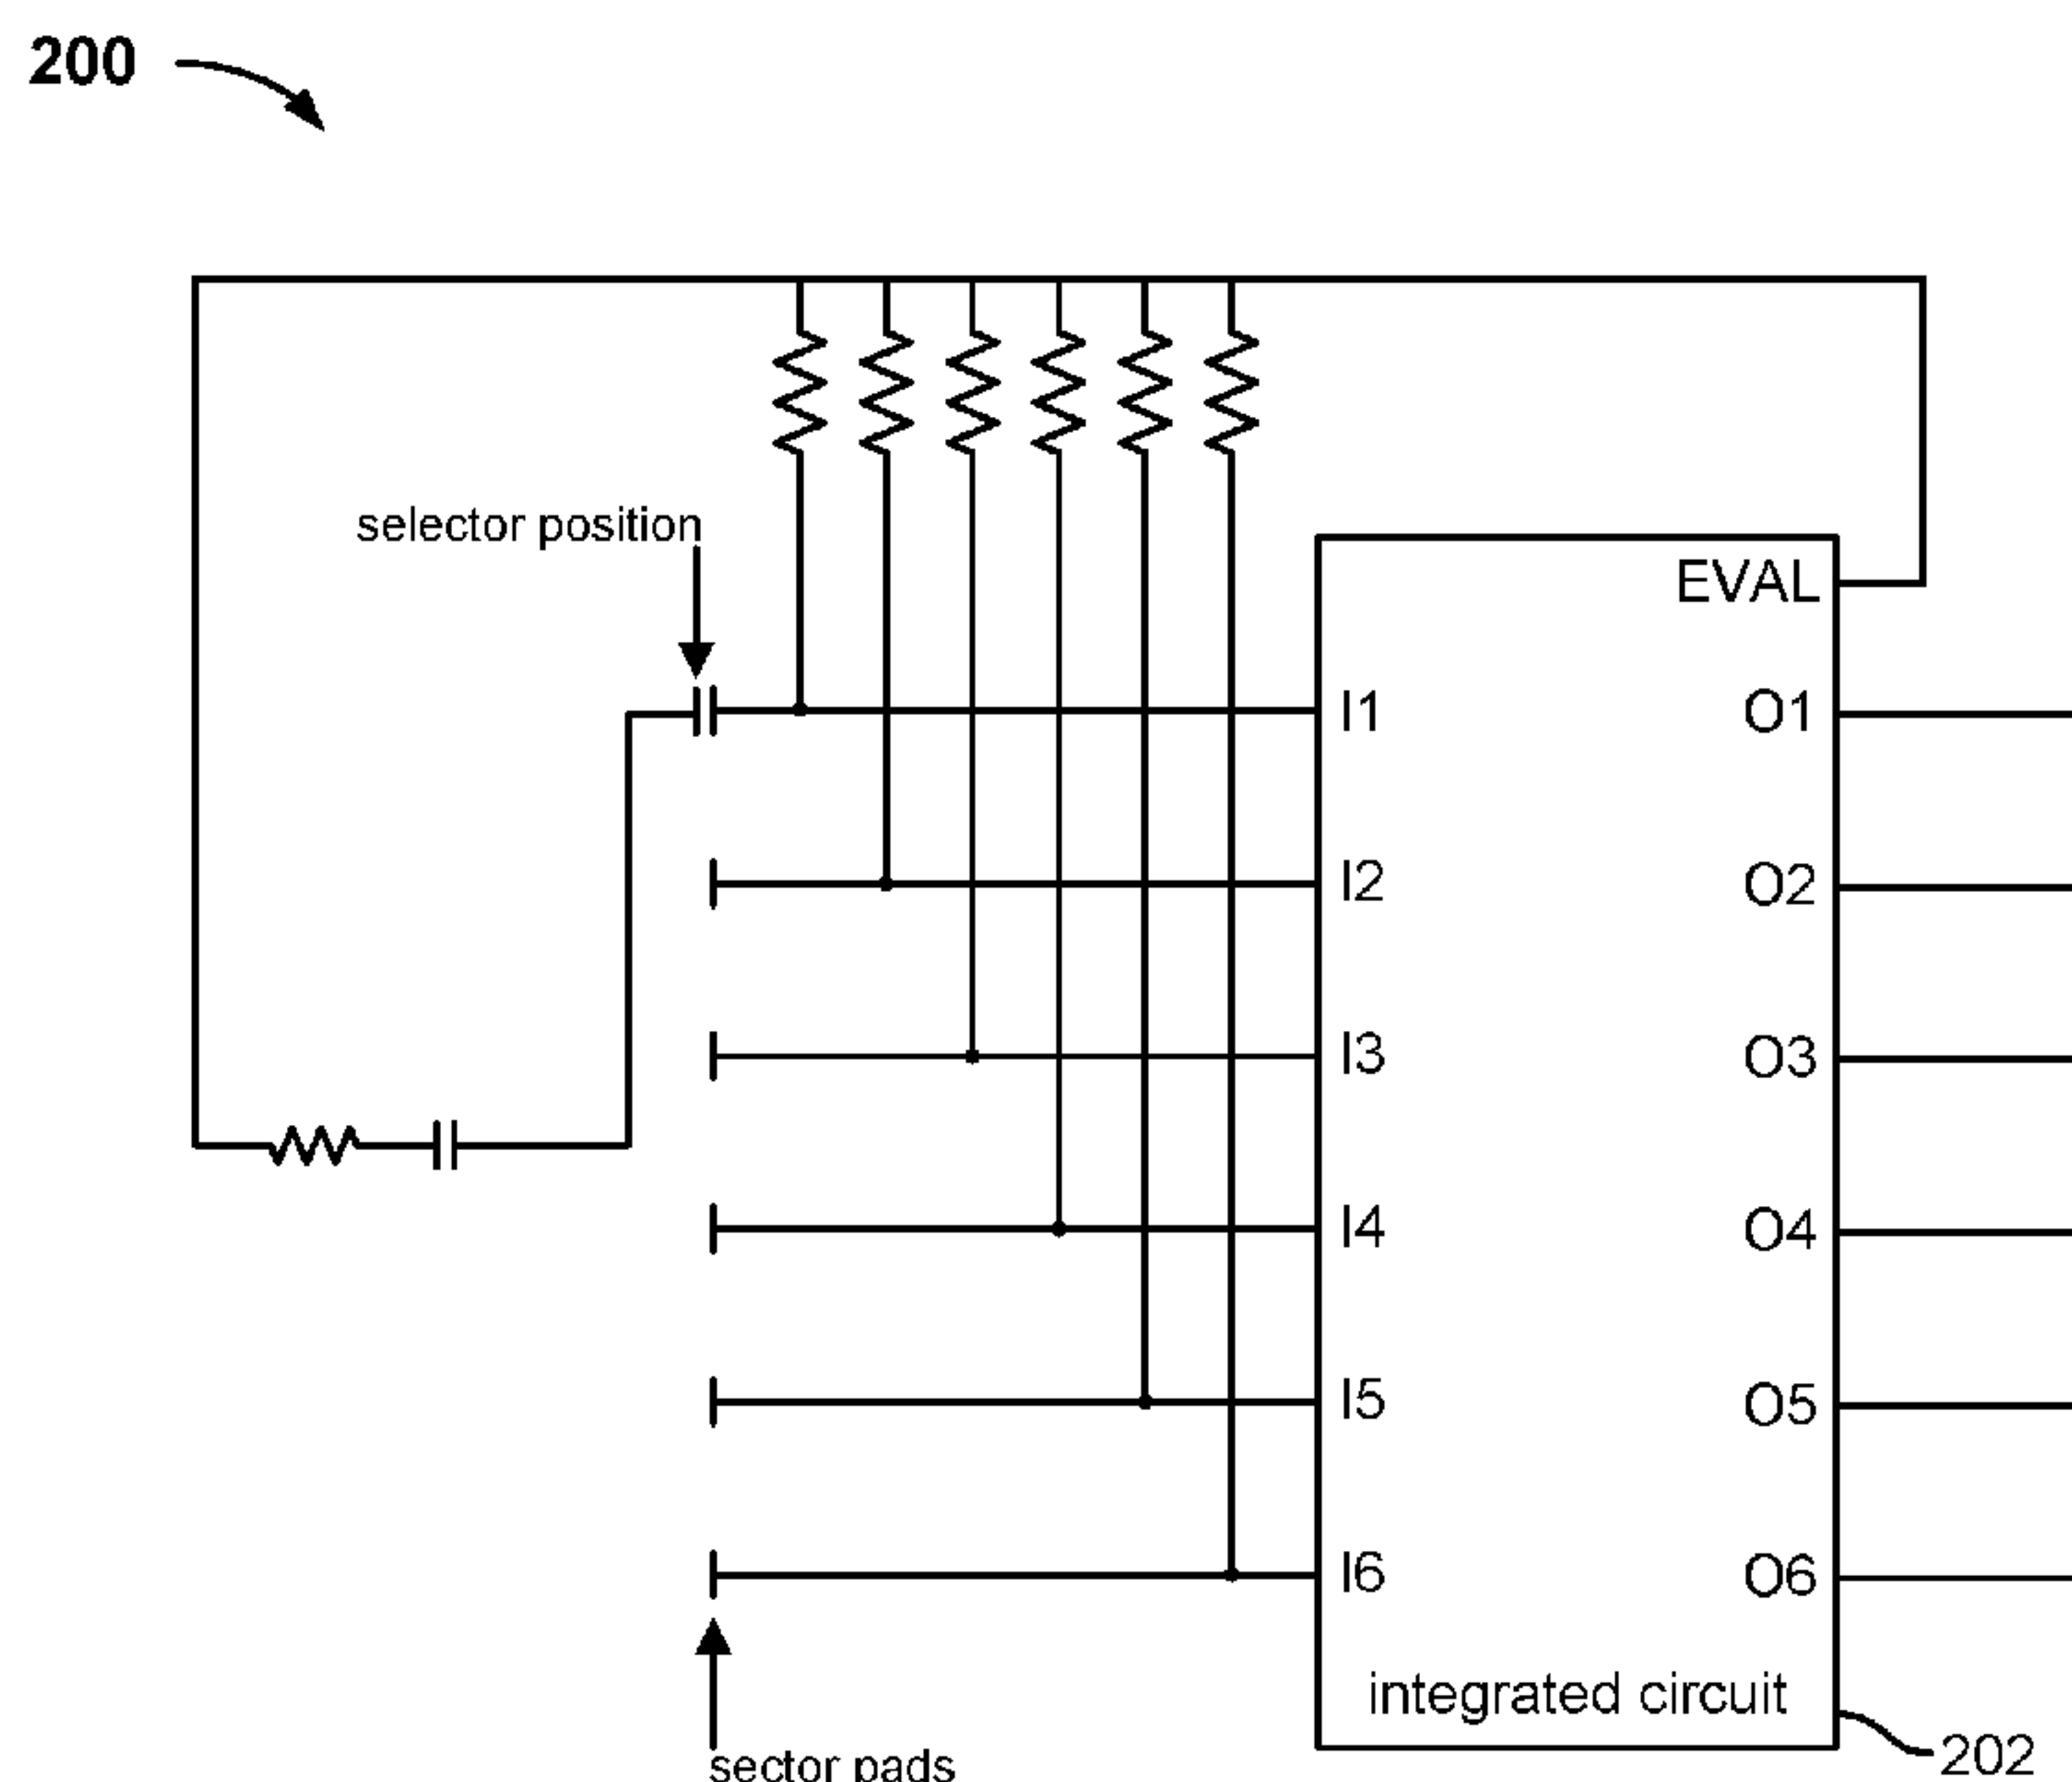 200
selector position
EVAL
I1 O1
I2 O2
I3 O3
I4 O4
I5 O5
I6 O6
integrated circuit
202
sector pads